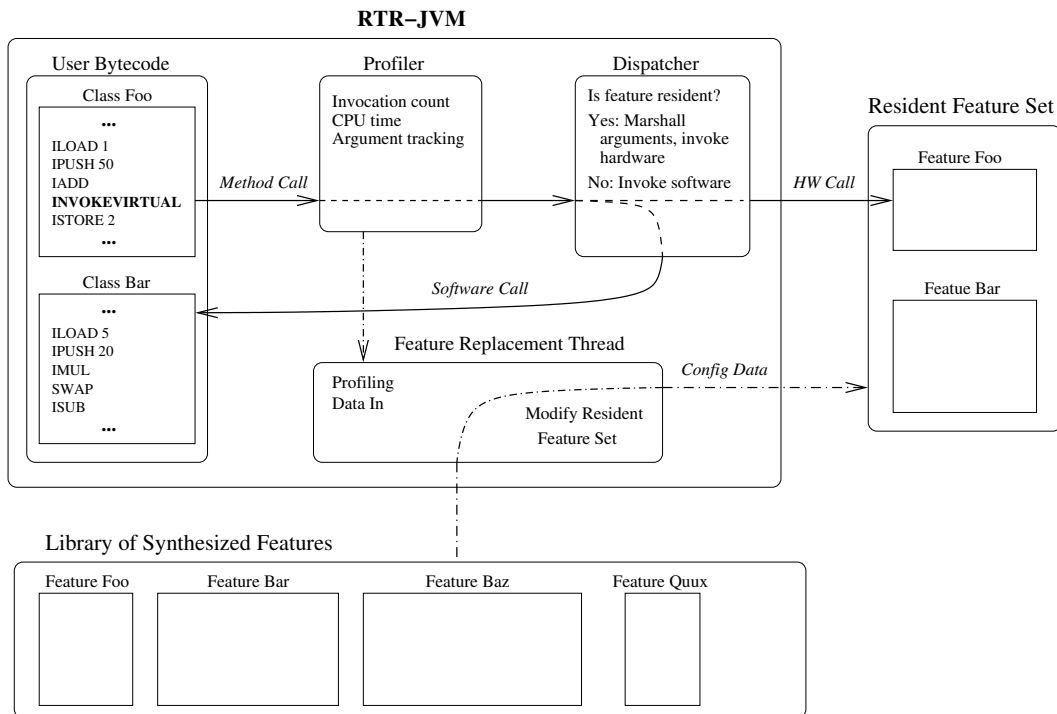 RTR–JVM
User Bytecode
Class Foo
...
ILOAD 1
IPUSH 50
IADD
INVOKEVIRTUAL
ISTORE 2
...
Class Bar
...
ILOAD 5
IPUSH 20
IMUL
SWAP
ISUB
...
Method Call
Profiler
Invocation count
CPU time
Argument tracking
Dispatcher
Is feature resident?
Yes: Marshall
arguments, invoke
hardware
No: Invoke software
HW Call
Software Call
Feature Replacement Thread
Profiling
Data In
Modify Resident
Feature Set
Config Data
Resident Feature Set
Feature Foo
Featue Bar
Library of Synthesized Features
Feature Foo
Feature Bar
Feature Baz
Feature Quux